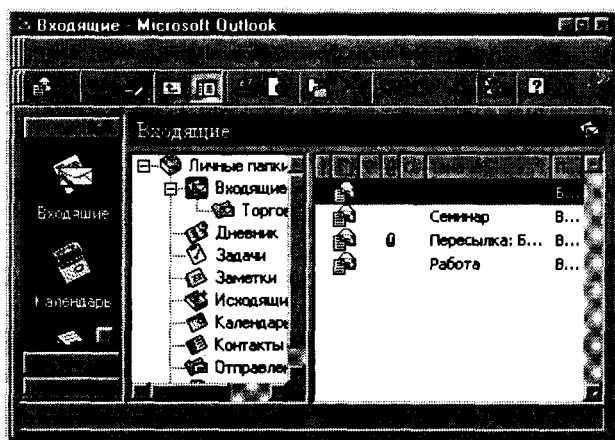 Входящие - Microsoft Outlook
Входящие
Входящие
Календарь
Личные папки
Входящие
Торгов
Дневник
Задачи
Заметки
Исходящи
Календарь
Контакты
Отправлен
Б...
Семинар В...
Пересылка: Б... В...
Работа В...